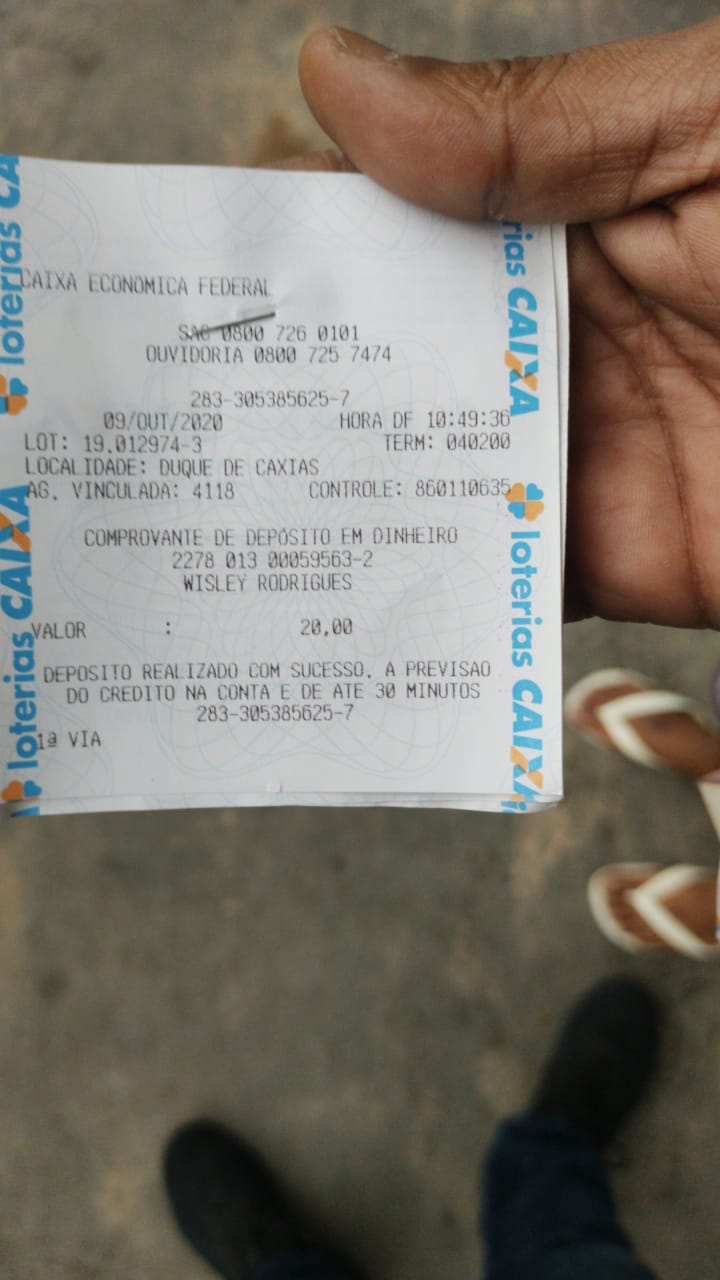 CAIXA ECONOMICA FEDERAL
SAC 0800 726 0101
OUVIDORIA 0800 725 7474
283-305385625-7
09/OUT/2020 HORA DF 10:49:36
LOT: 19.012974-3 TERM: 040200
LOCALIDADE: DUQUE DE CAXIAS
AG. VINCULADA: 4118 CONTROLE: 860110635
COMPROVANTE DE DEPOSITO EM DINHEIRO
2278 013 00059563-2
WISLEY RODRIGUES
VALOR : 20,00
DEPOSITO REALIZADO COM SUCESSO. A PREVISAO
DO CREDITO NA CONTA E DE ATE 30 MINUTOS
283-305385625-7
1ª VIA
loterias CA
loterias CAIXA
rias CAIXA
loterias CAIXA